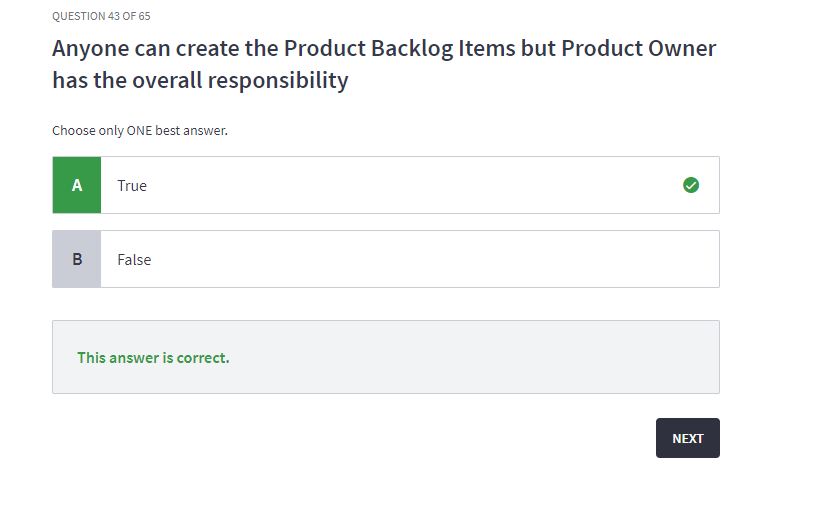 QUESTION 43 OF 65
Anyone can create the Product Backlog Items but Product Owner
has the overall responsibility
Choose only ONE best answer.
A True
B False
This answer is correct.
NEXT